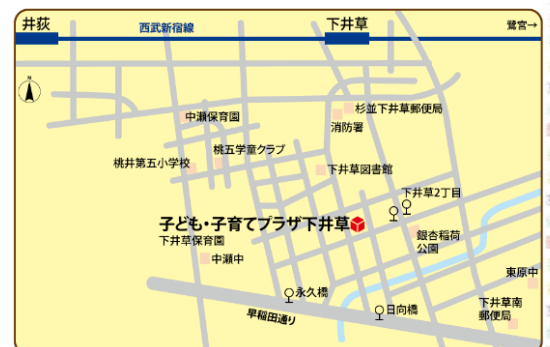 井荻
西武新宿線
下井草
鷺宮→
N
杉並下井草郵便局
中瀬保育園
消防署
桃五学童クラブ
桃井第五小学校
下井草図書館
下井草2丁目
子ども・子育てプラザ下井草
下井草保育園
銀杏稲荷
公園
中瀬中
東原中
永久橋
下井草南
郵便局
日向橋
早稲田通り